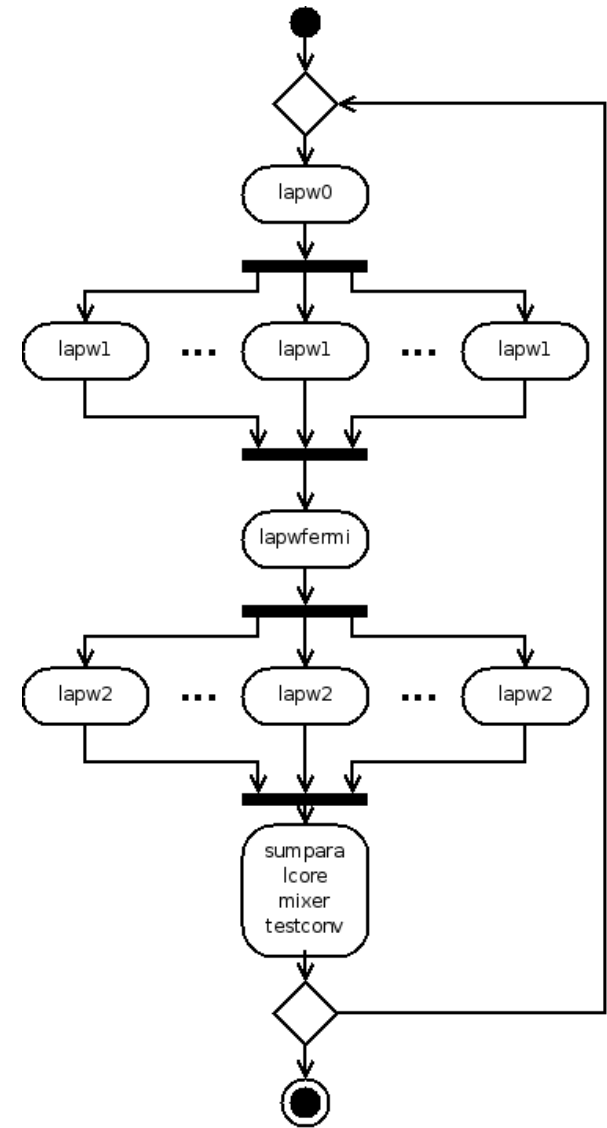 lapw0
lapw1 ... lapw1 ... lapw1
lapwfermi
lapw2 ... lapw2 ... lapw2
sumpara
lcore
mixer
testconv